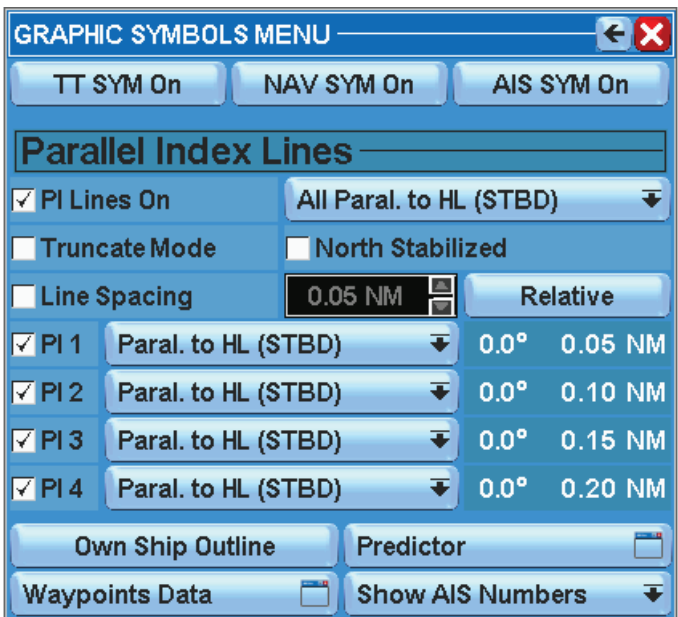 GRAPHIC SYMBOLS MENU
TT SYM On NAV SYM On AIS SYM On
Parallel Index Lines
PI Lines On All Paral. to HL (STBD)
Truncate Mode North Stabilized
Line Spacing 0.05 NM Relative
PI 1 Paral. to HL (STBD) 0.0° 0.05 NM
PI 2 Paral. to HL (STBD) 0.0° 0.10 NM
PI 3 Paral. to HL (STBD) 0.0° 0.15 NM
PI 4 Paral. to HL (STBD) 0.0° 0.20 NM
Own Ship Outline Predictor
Waypoints Data Show AIS Numbers